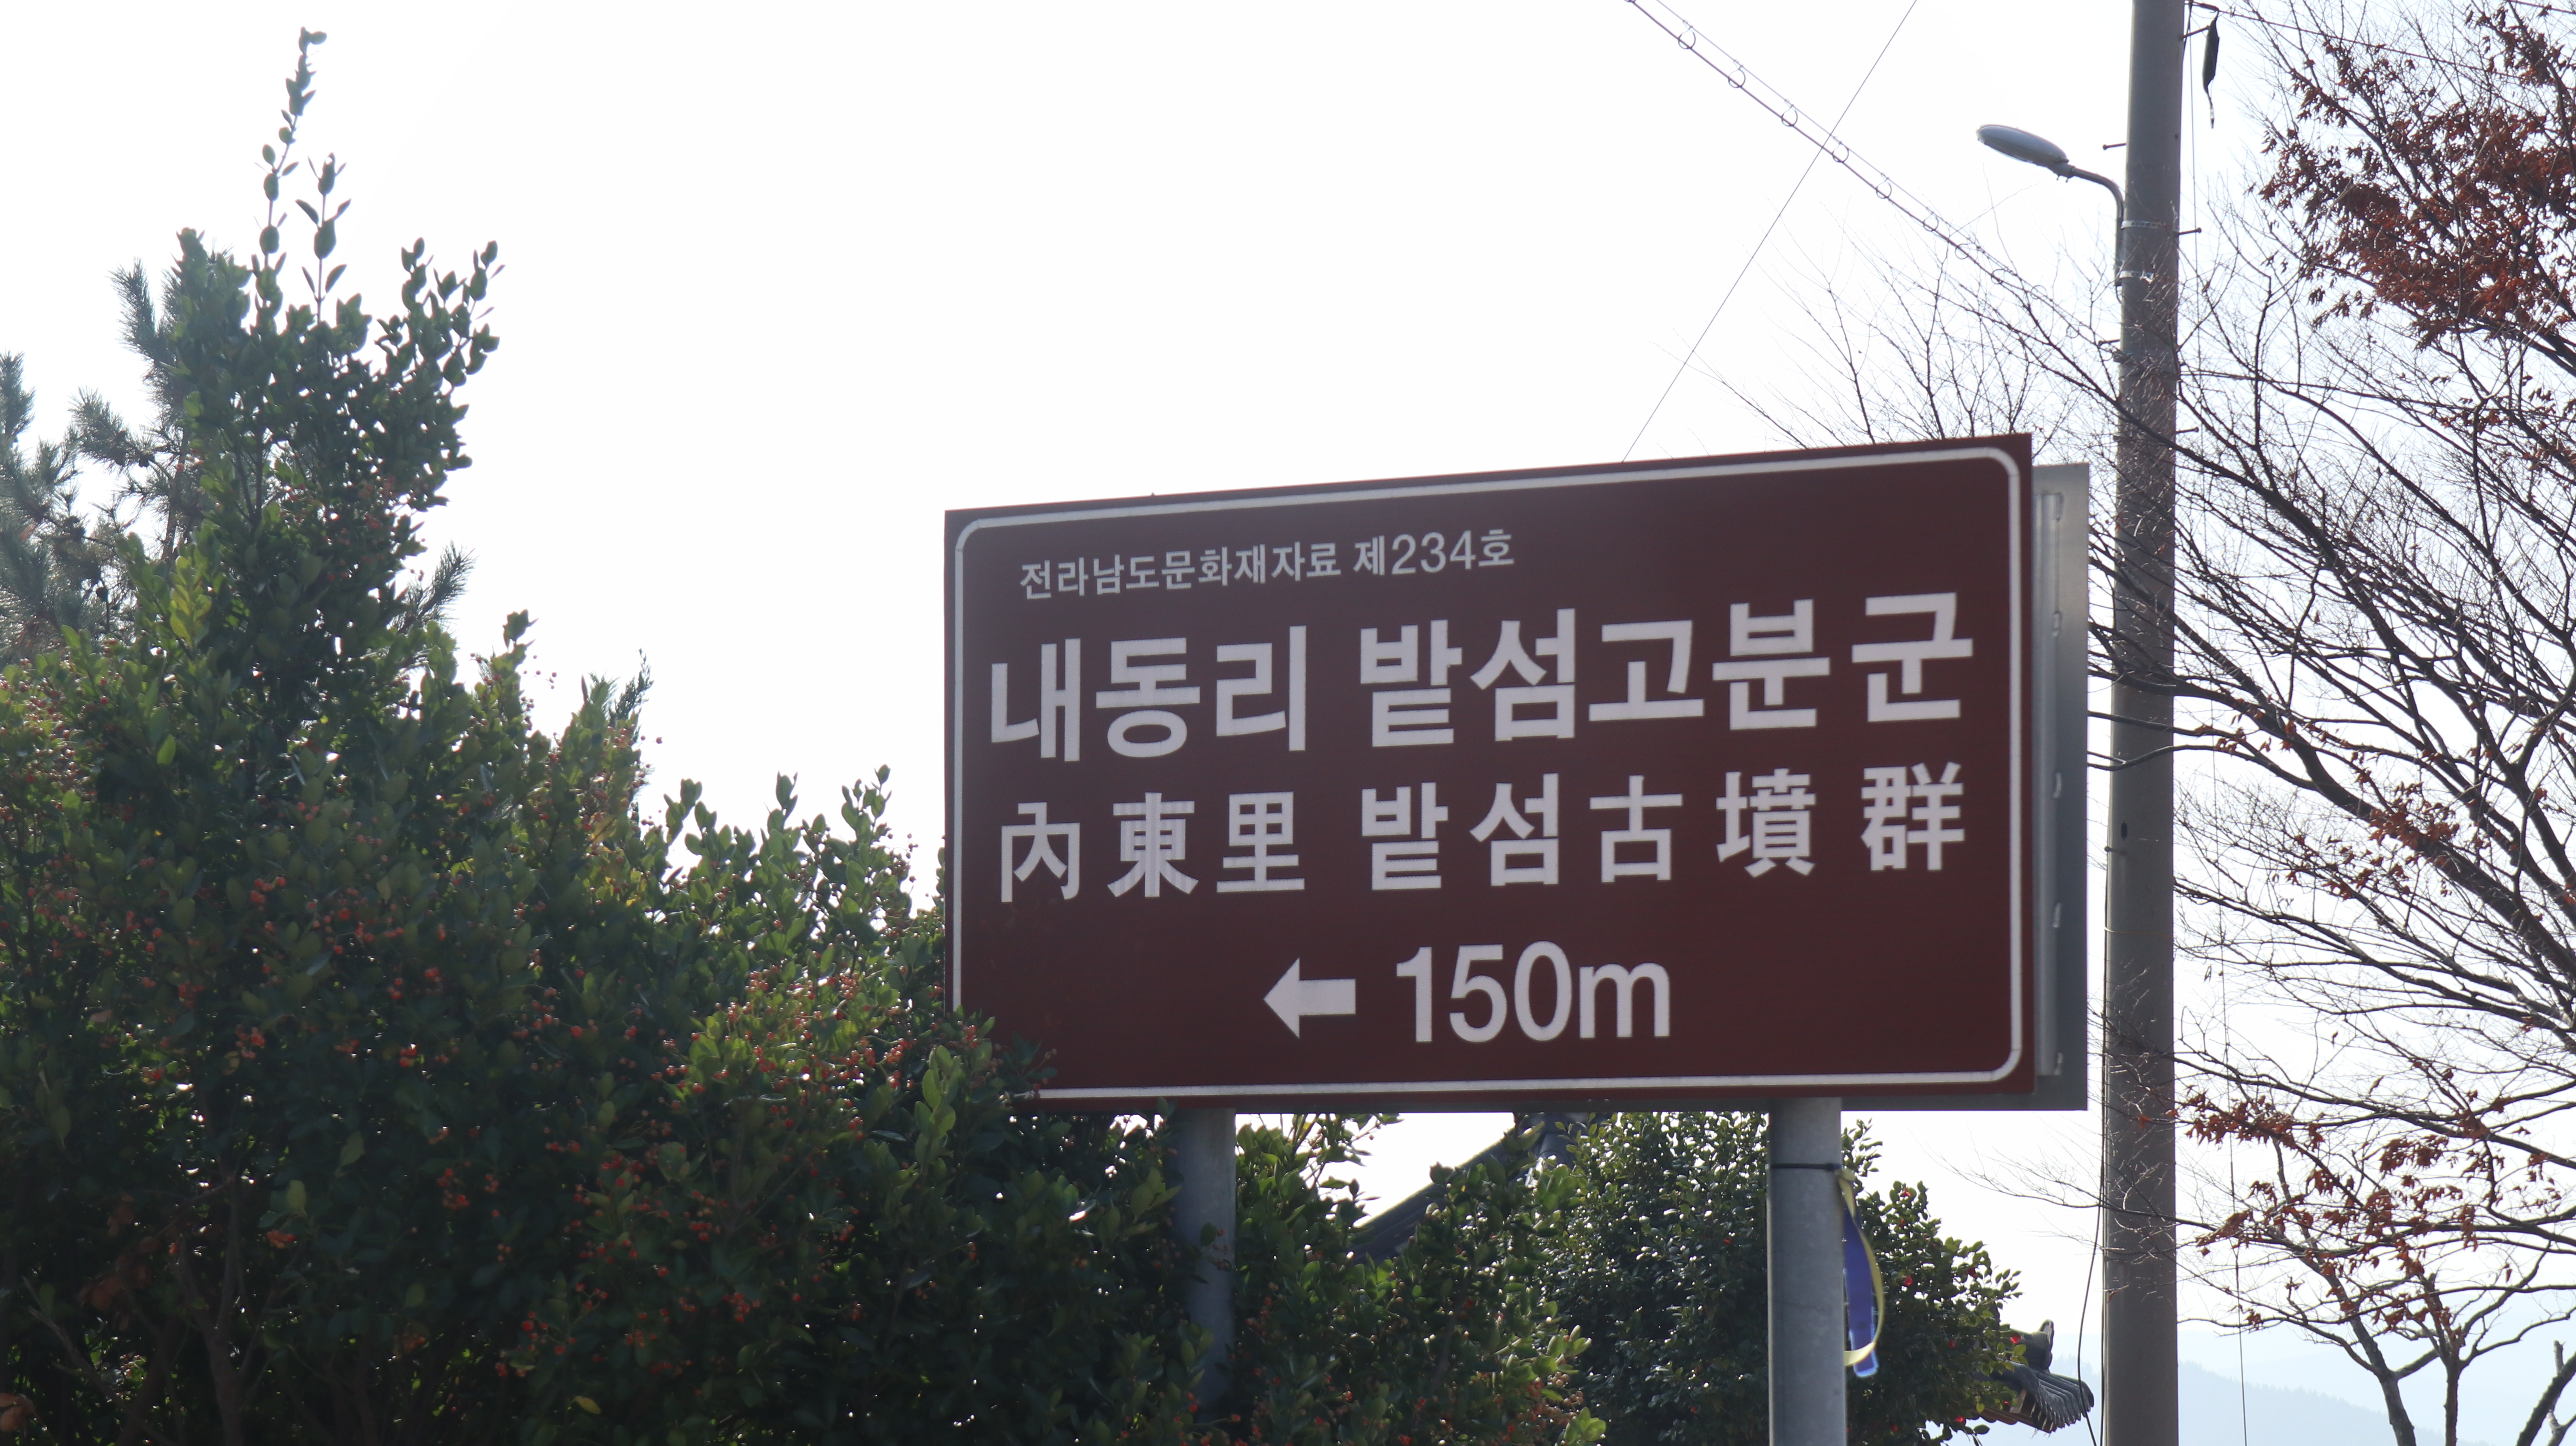 전라남도문화재자료 제234호
내동리 밭섬고분군
內東里 밭섬古墳群
← 150m